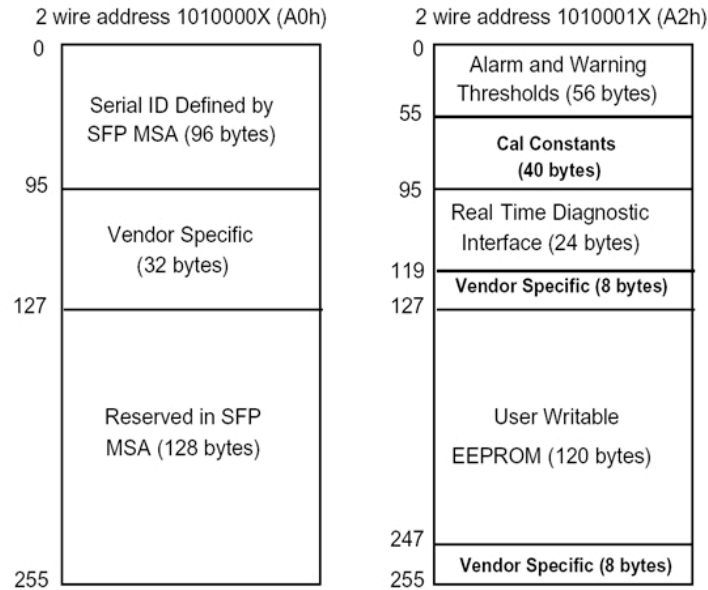 2 wire address 1010000X (A0h)
0
Serial ID Defined by
SFP MSA (96 bytes)
95
Vendor Specific
(32 bytes)
127
Reserved in SFP
MSA (128 bytes)
255
2 wire address 1010001X (A2h)
0
Alarm and Warning
Thresholds (56 bytes)
55
Cal Constants
(40 bytes)
95
Real Time Diagnostic
Interface (24 bytes)
119
Vendor Specific (8 bytes)
127
User Writable
EEPROM (120 bytes)
247
Vendor Specific (8 bytes)
255